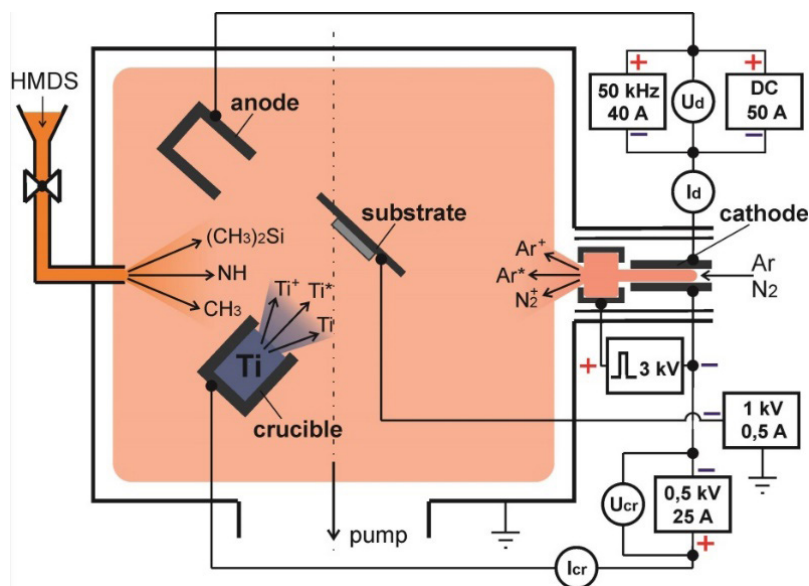 HMDS
anode
+
50 kHz
40 A
−
Ud
+
DC
50 A
−
Id
cathode
substrate
(CH3)2Si
NH
CH3
Ar+
Ar*
N2+
Ar
N2
Ti+
Ti*
Ti
Ti
crucible
+
3 kV
−
−
1 kV
0,5 A
−
Ucr
0,5 kV
25 A
+
pump
Icr